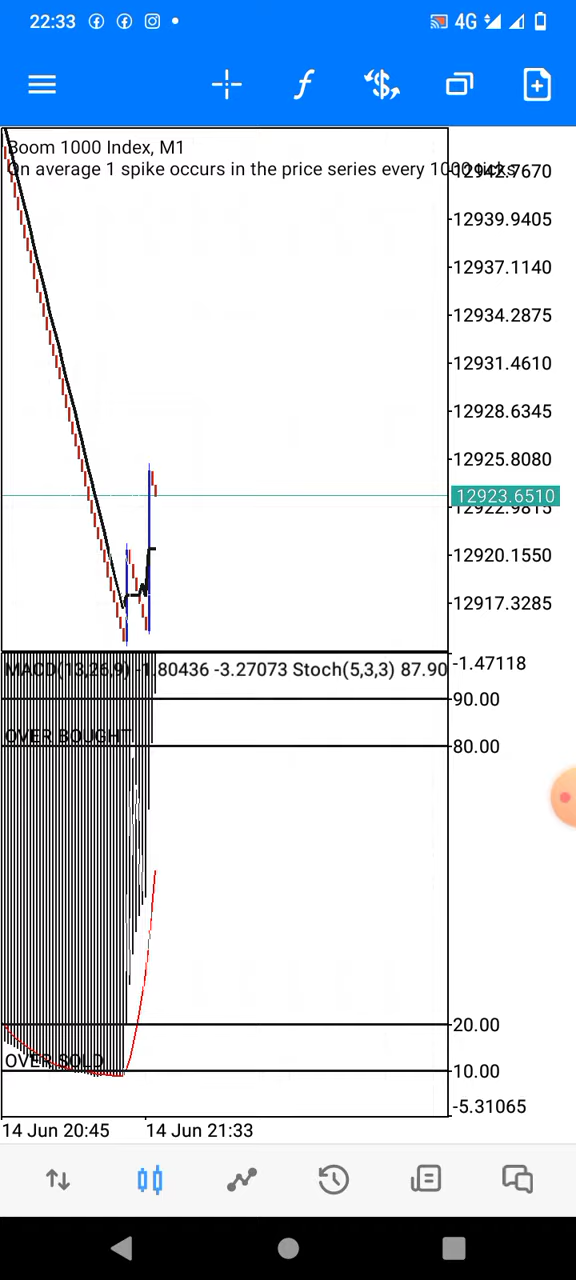 22:33
4G
Boom 1000 Index, M1
On average 1 spike occurs in the price series every 1000 ticks.
12942.7670
12939.9405
12937.1140
12934.2875
12931.4610
12928.6345
12925.8080
12923.6510
12922.9815
12920.1550
12917.3285
MACD(13,26,9) -1.80436 -3.27073 Stoch(5,3,3) 87.90
-1.47118
90.00
OVER BOUGHT
80.00
20.00
OVER SOLD
10.00
-5.31065
14 Jun 20:45
14 Jun 21:33